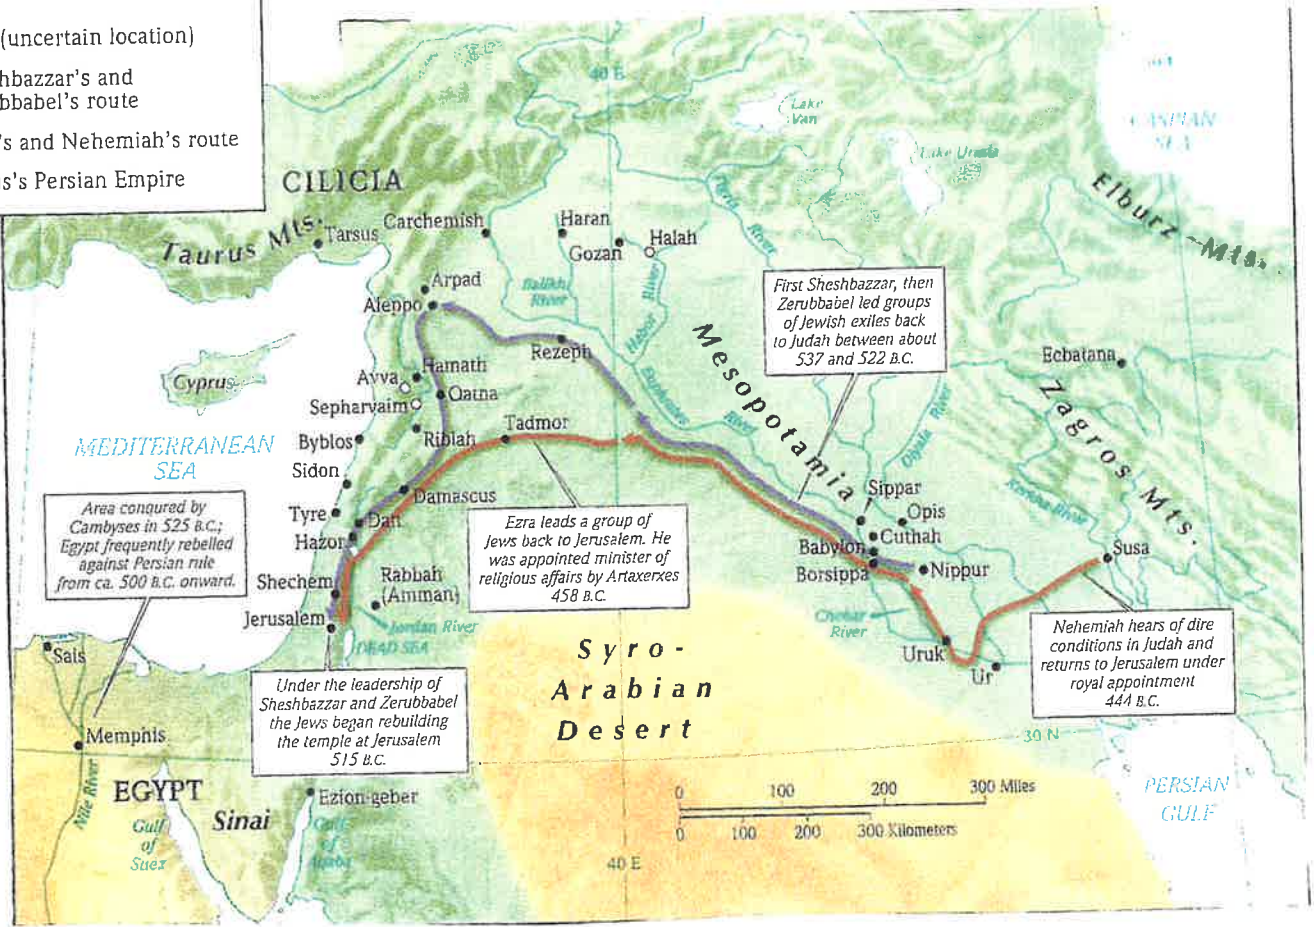 (uncertain location)
hbazzar's and
bbabel's route
's and Nehemiah's route
s's Persian Empire
40 E
Lake
Van
CASPIAN
SEA
Lake Urmia
CILICIA
Elburz Mts.
Taurus Mts.
Tarsus
Carchemish
Haran
Gozan
Halah
River
Arpad
Balikh
River
Habor River
Aleppo
First Sheshbazzar, then
Zerubbabel led groups
of Jewish exiles back
to Judah between about
537 and 522 B.C.
Mesopotamia
Rezeph
Ecbatana
Zagros Mts.
Cyprus
Avva
Hamath
Qatna
Sepharvaim
Euphrates
River
Diyala River
MEDITERRANEAN
SEA
Byblos
Riblah
Tadmor
Sidon
Damascus
Sippar
Opis
Kerkha River
Area conqured by
Cambyses in 525 B.C.;
Egypt frequently rebelled
against Persian rule
from ca. 500 B.C. onward.
Tyre
Dan
Hazor
Ezra leads a group of
Jews back to Jerusalem. He
was appointed minister of
religious affairs by Artaxerxes
458 B.C.
Babylon
Cuthah
Borsippa
Nippur
Susa
Shechem
Rabbah
(Amman)
Jerusalem
Jordan River
DEAD SEA
Chebar
River
Uruk
Ur
Nehemiah hears of dire
conditions in Judah and
returns to Jerusalem under
royal appointment
444 B.C.
Sais
Syro-
Arabian
Desert
Under the leadership of
Sheshbazzar and Zerubbabel
the Jews began rebuilding
the temple at Jerusalem
515 B.C.
Memphis
30 N
Nile River
EGYPT
Sinai
Ezion-geber
Gulf
of
Suez
Gulf
of
Aqaba
0 100 200 300 Miles
0 100 200 300 Kilometers
PERSIAN
GULF
40 E